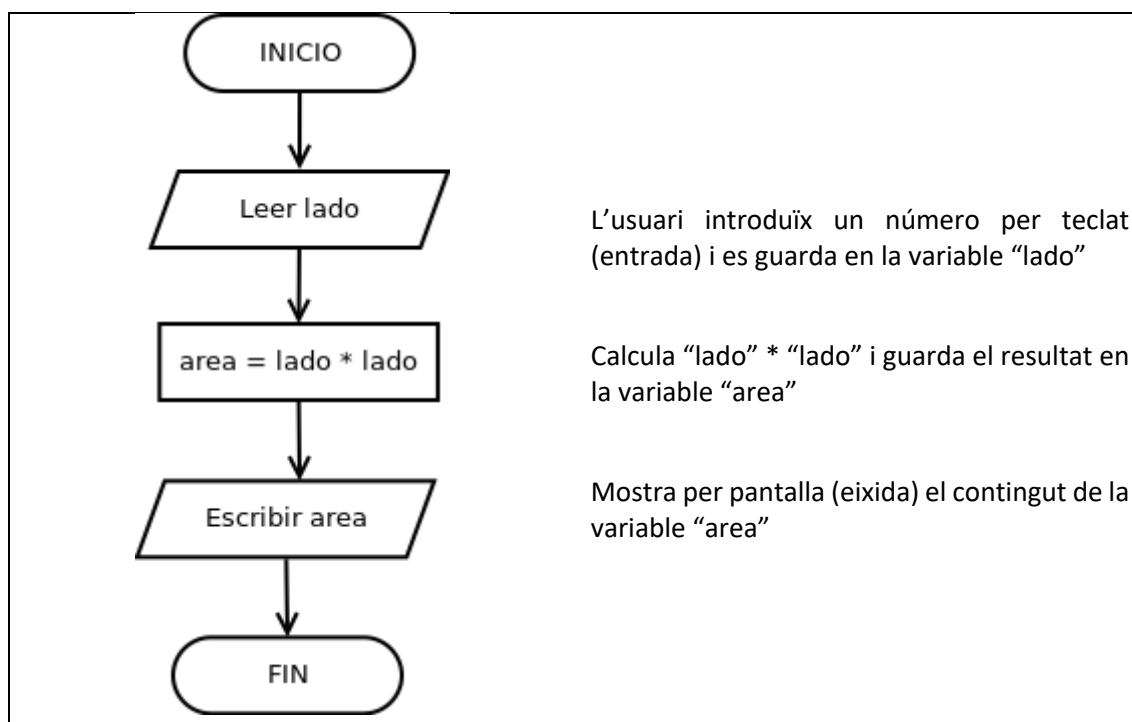 INICIO
Leer lado
L’usuari introduïx un número per teclat
(entrada) i es guarda en la variable “lado”
area = lado * lado
Calcula “lado” * “lado” i guarda el resultat en
la variable “area”
Escribir area
Mostra per pantalla (eixida) el contingut de la
variable “area”
FIN